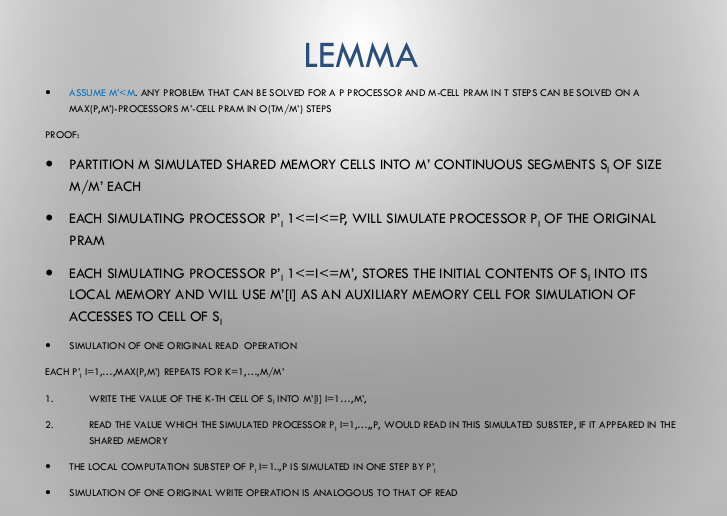 LEMMA
• ASSUME M'<M. ANY PROBLEM THAT CAN BE SOLVED FOR A P PROCESSOR AND M-CELL PRAM IN T STEPS CAN BE SOLVED ON A
MAX(P,M')-PROCESSORS M'-CELL PRAM IN O(TM/M') STEPS
PROOF:
• PARTITION M SIMULATED SHARED MEMORY CELLS INTO M' CONTINUOUS SEGMENTS S_I OF SIZE
M/M' EACH
• EACH SIMULATING PROCESSOR P'_I 1<=I<=P, WILL SIMULATE PROCESSOR P_I OF THE ORIGINAL
PRAM
• EACH SIMULATING PROCESSOR P'_I 1<=I<=M', STORES THE INITIAL CONTENTS OF S_I INTO ITS
LOCAL MEMORY AND WILL USE M'[I] AS AN AUXILIARY MEMORY CELL FOR SIMULATION OF
ACCESSES TO CELL OF S_I
• SIMULATION OF ONE ORIGINAL READ OPERATION
EACH P'_I I=1,...,MAX(P,M') REPEATS FOR K=1,...,M/M'
1. WRITE THE VALUE OF THE K-TH CELL OF S_I INTO M'[I] I=1...,M',
2. READ THE VALUE WHICH THE SIMULATED PROCESSOR P_I I=1,...,,P, WOULD READ IN THIS SIMULATED SUBSTEP, IF IT APPEARED IN THE
SHARED MEMORY
• THE LOCAL COMPUTATION SUBSTEP OF P_I I=1..,P IS SIMULATED IN ONE STEP BY P'_I
• SIMULATION OF ONE ORIGINAL WRITE OPERATION IS ANALOGOUS TO THAT OF READ